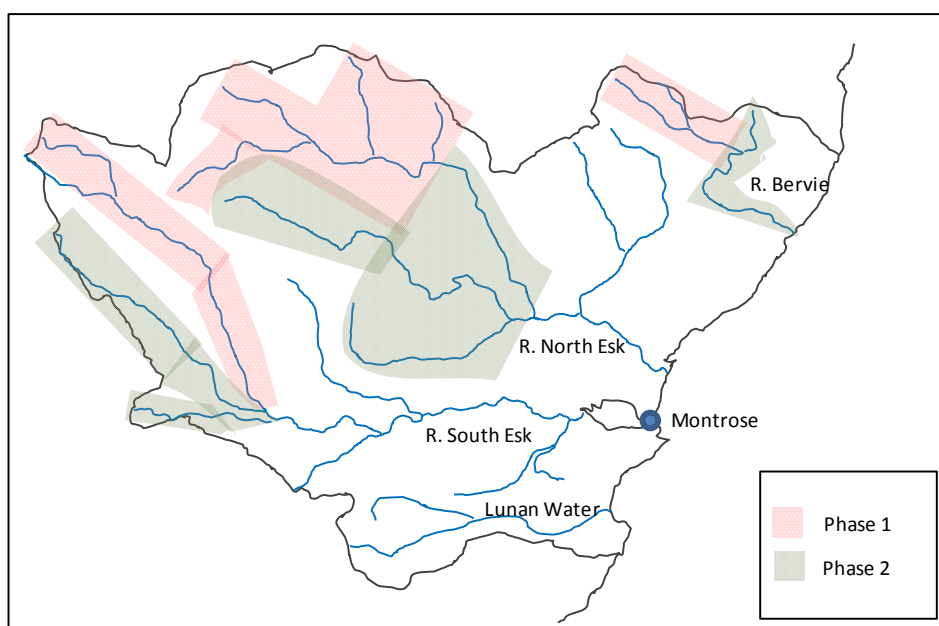 R. Bervie
R. North Esk
Montrose
R. South Esk
Lunan Water
Phase 1
Phase 2